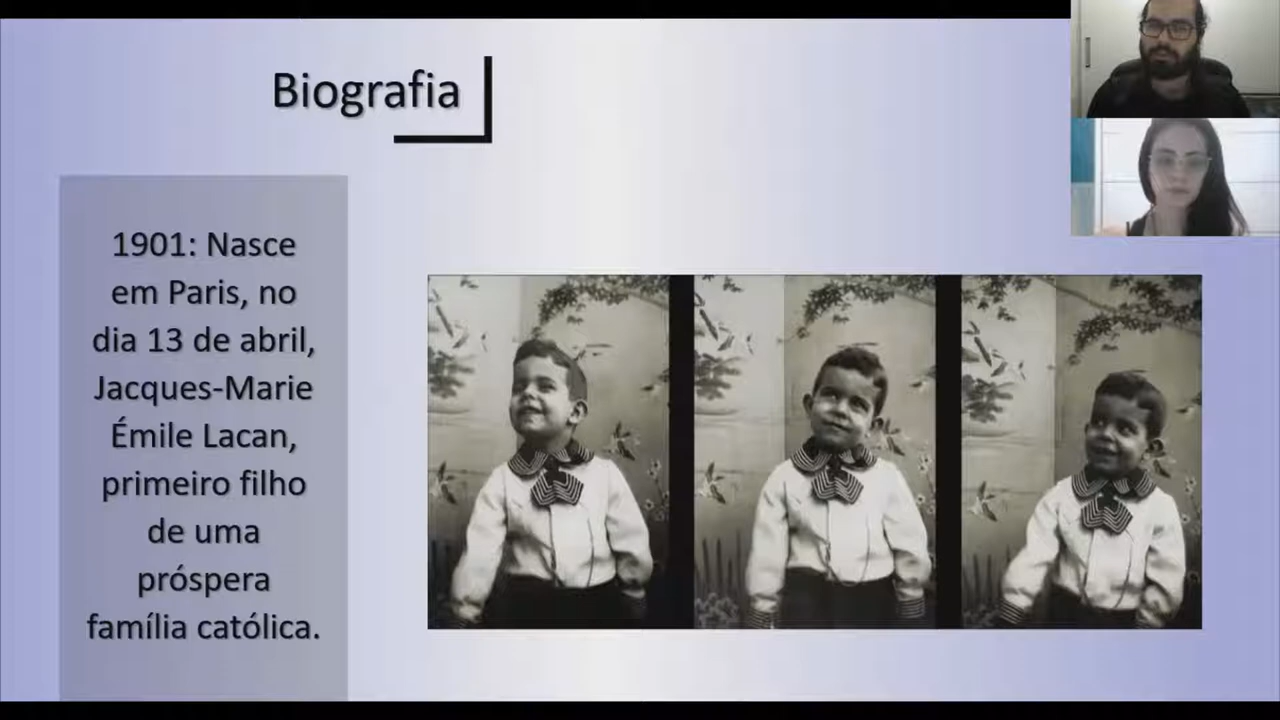 Biografia
1901: Nasce
em Paris, no
dia 13 de abril,
Jacques-Marie
Émile Lacan,
primeiro filho
de uma
próspera
família católica.